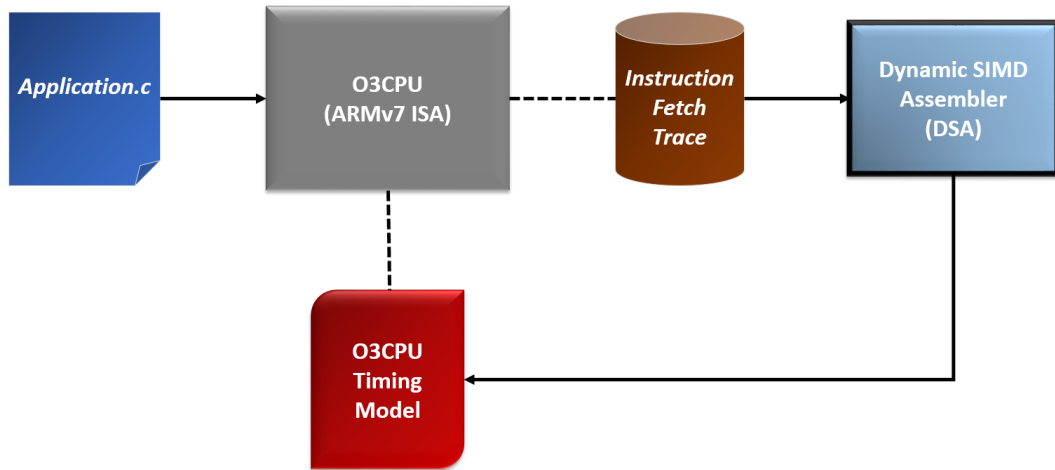 Application.c
O3CPU
(ARMv7 ISA)
Instruction
Fetch
Trace
Dynamic SIMD
Assembler
(DSA)
O3CPU
Timing
Model